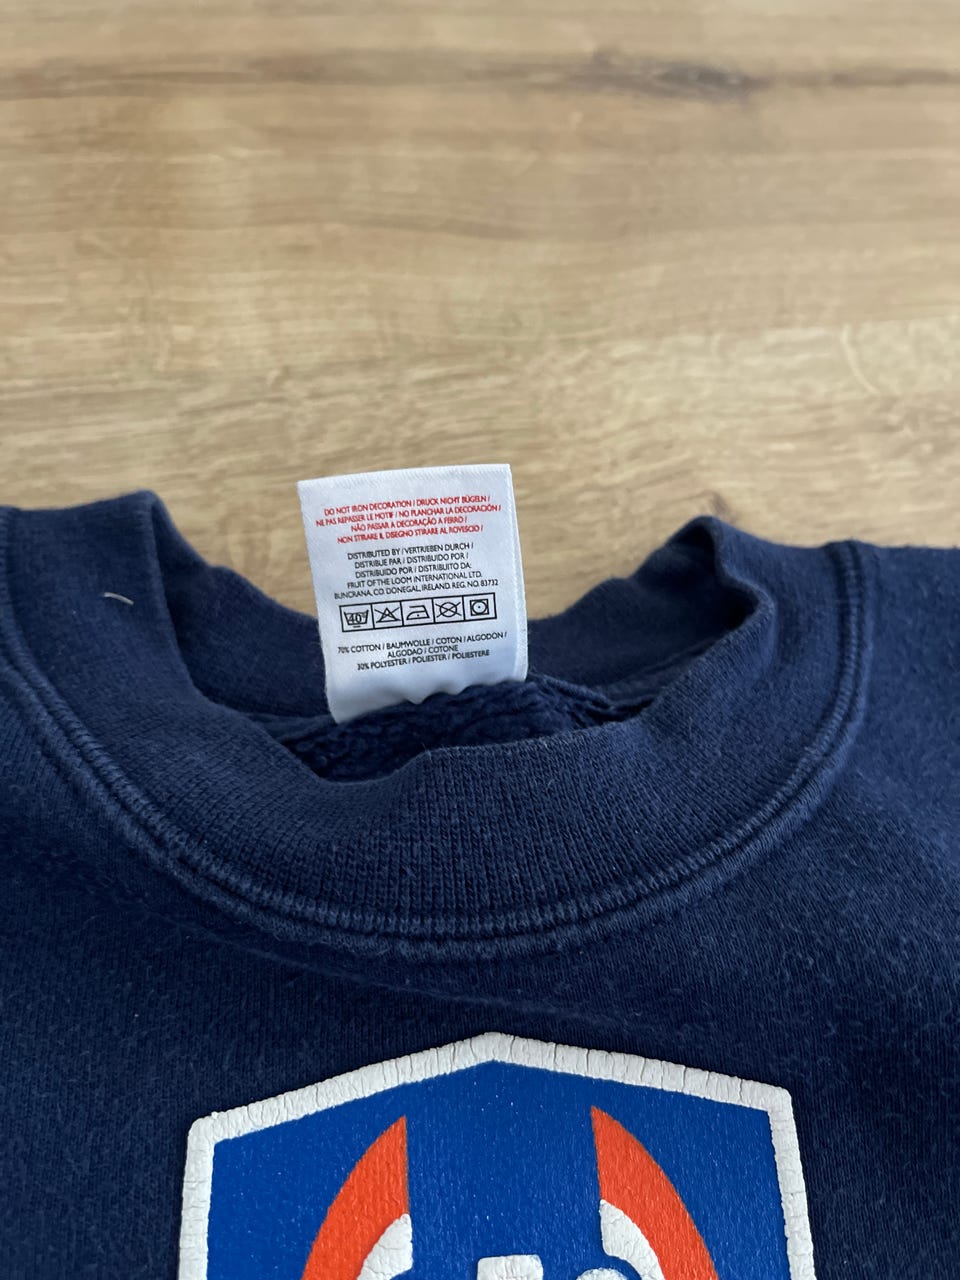 DO NOT IRON DECORATION / DRUCK NICHT BÜGELN /
NE PAS REPASSER LE MOTIF / NO PLANCHAR LA DECORACIÓN /
NÃO PASSAR A DECORAÇÃO A FERRO /
NON STIRARE IL DISEGNO STIRARE AL ROVESCIO /
DISTRIBUTED BY / VERTRIEBEN DURCH /
DISTRIBUE PAR / DISTRIBUIDO POR /
DISTRIBUÍDO POR / DISTRIBUITO DA:
FRUIT OF THE LOOM INTERNATIONAL LTD.
BUNCRANA, CO. DONEGAL, IRELAND. REG. NO. 83732
40°
70% COTTON / BAUMWOLLE / COTON / ALGODÓN /
ALGODAO / COTONE
30% POLYESTER / POLIESTER / POLIESTERE